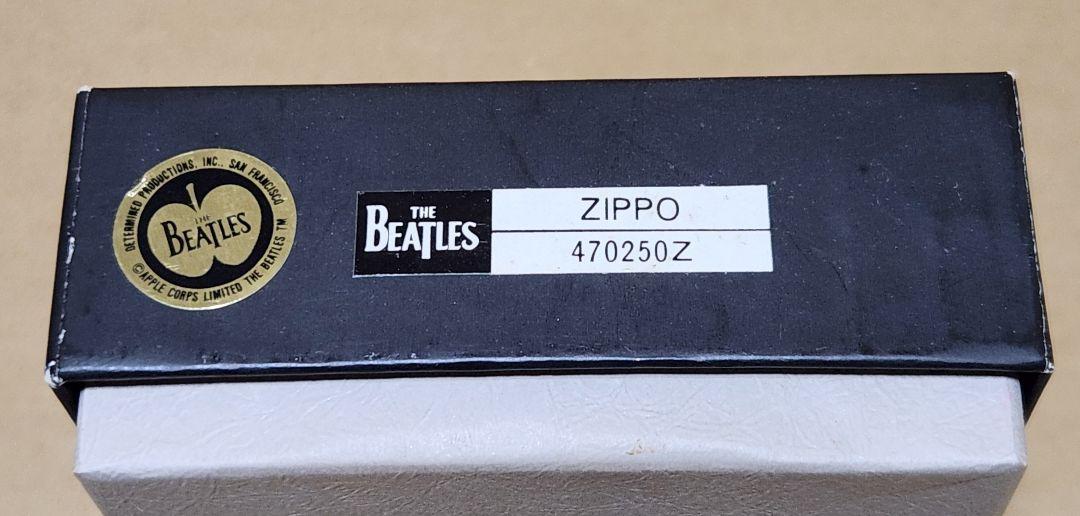 DETERMINED PRODUCTIONS, INC., SAN FRANCISCO
THE
BEATLES
©APPLE CORPS LIMITED THE BEATLES TM
THE
BEATLES
ZIPPO
470250Z